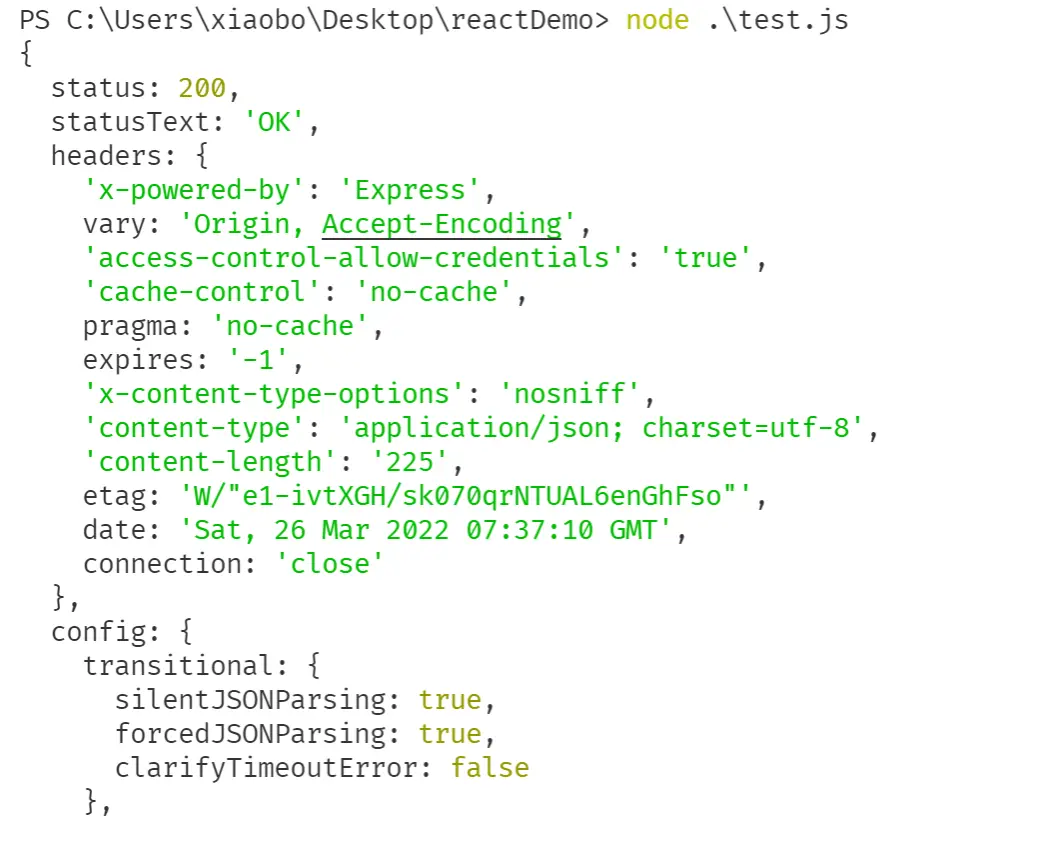 PS C:\Users\xiaobo\Desktop\reactDemo> node .\test.js
{
  status: 200,
  statusText: 'OK',
  headers: {
    'x-powered-by': 'Express',
    vary: 'Origin, Accept-Encoding',
    'access-control-allow-credentials': 'true',
    'cache-control': 'no-cache',
    pragma: 'no-cache',
    expires: '-1',
    'x-content-type-options': 'nosniff',
    'content-type': 'application/json; charset=utf-8',
    'content-length': '225',
    etag: 'W/"e1-ivtXGH/sk070qrNTUAL6enGhFso"',
    date: 'Sat, 26 Mar 2022 07:37:10 GMT',
    connection: 'close'
  },
  config: {
    transitional: {
      silentJSONParsing: true,
      forcedJSONParsing: true,
      clarifyTimeoutError: false
    },